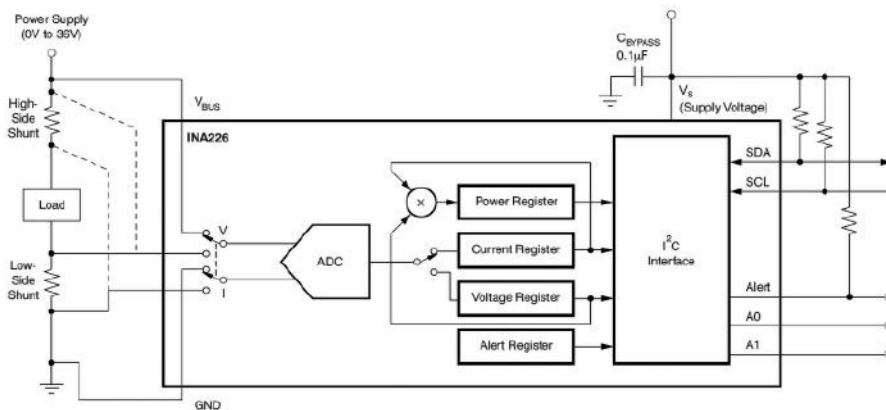 Power Supply
(0V to 36V)
C_BYPASS
0.1µF
High-
Side
Shunt
V_BUS
V_S
(Supply Voltage)
INA226
SDA
SCL
Power Register
Load
V
×
ADC
Current Register
I²C
Interface
Low-
Side
Shunt
I
Voltage Register
Alert
A0
Alert Register
A1
GND